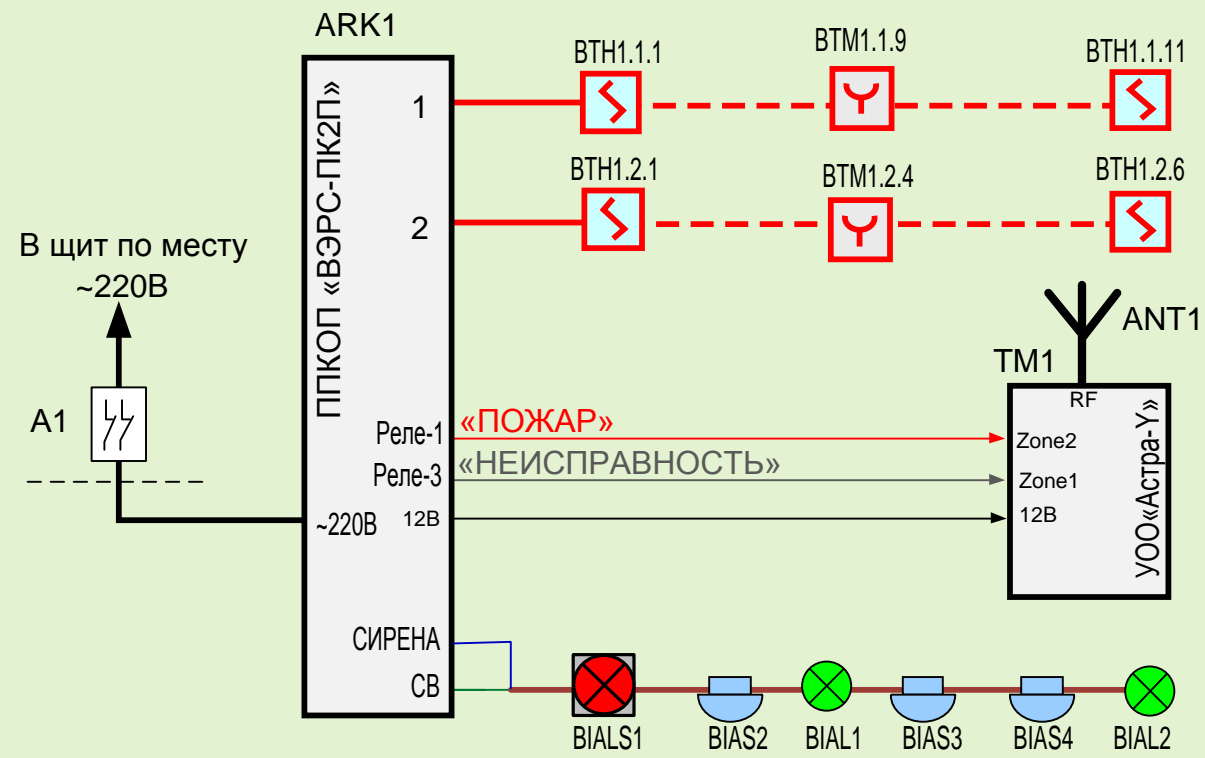 ARK1
ППКОП «ВЭРС-ПК2П»
1
BTH1.1.1
BTM1.1.9
BTH1.1.11
2
BTH1.2.1
BTM1.2.4
BTH1.2.6
В щит по месту
~220В
A1
ANT1
TM1
RF
Реле-1
«ПОЖАР»
Zone2
Реле-3
«НЕИСПРАВНОСТЬ»
Zone1
~220В
12В
12В
УОО«Астра-Y»
СИРЕНА
СВ
BIALS1
BIAS2
BIAL1
BIAS3
BIAS4
BIAL2